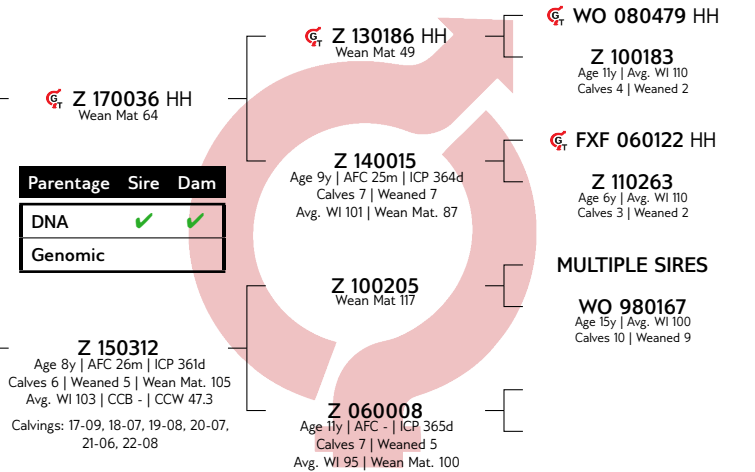 GT WO 080479 HH
GT Z 130186 HH
Wean Mat 49
Z 100183
Age 11y | Avg. WI 110
Calves 4 | Weaned 2
GT Z 170036 HH
Wean Mat 64
GT FXF 060122 HH
Z 140015
Age 9y | AFC 25m | ICP 364d
Calves 7 | Weaned 7
Avg. WI 101 | Wean Mat. 87
Z 110263
Age 6y | Avg. WI 110
Calves 3 | Weaned 2
Parentage Sire Dam
DNA ✔ ✔
Genomic
MULTIPLE SIRES
Z 100205
Wean Mat 117
WO 980167
Age 15y | Avg. WI 100
Calves 10 | Weaned 9
Z 150312
Age 8y | AFC 26m | ICP 361d
Calves 6 | Weaned 5 | Wean Mat. 105
Avg. WI 103 | CCB - | CCW 47.3
Calvings: 17-09, 18-07, 19-08, 20-07,
21-06, 22-08
Z 060008
Age 11y | AFC - | ICP 365d
Calves 7 | Weaned 5
Avg. WI 95 | Wean Mat. 100